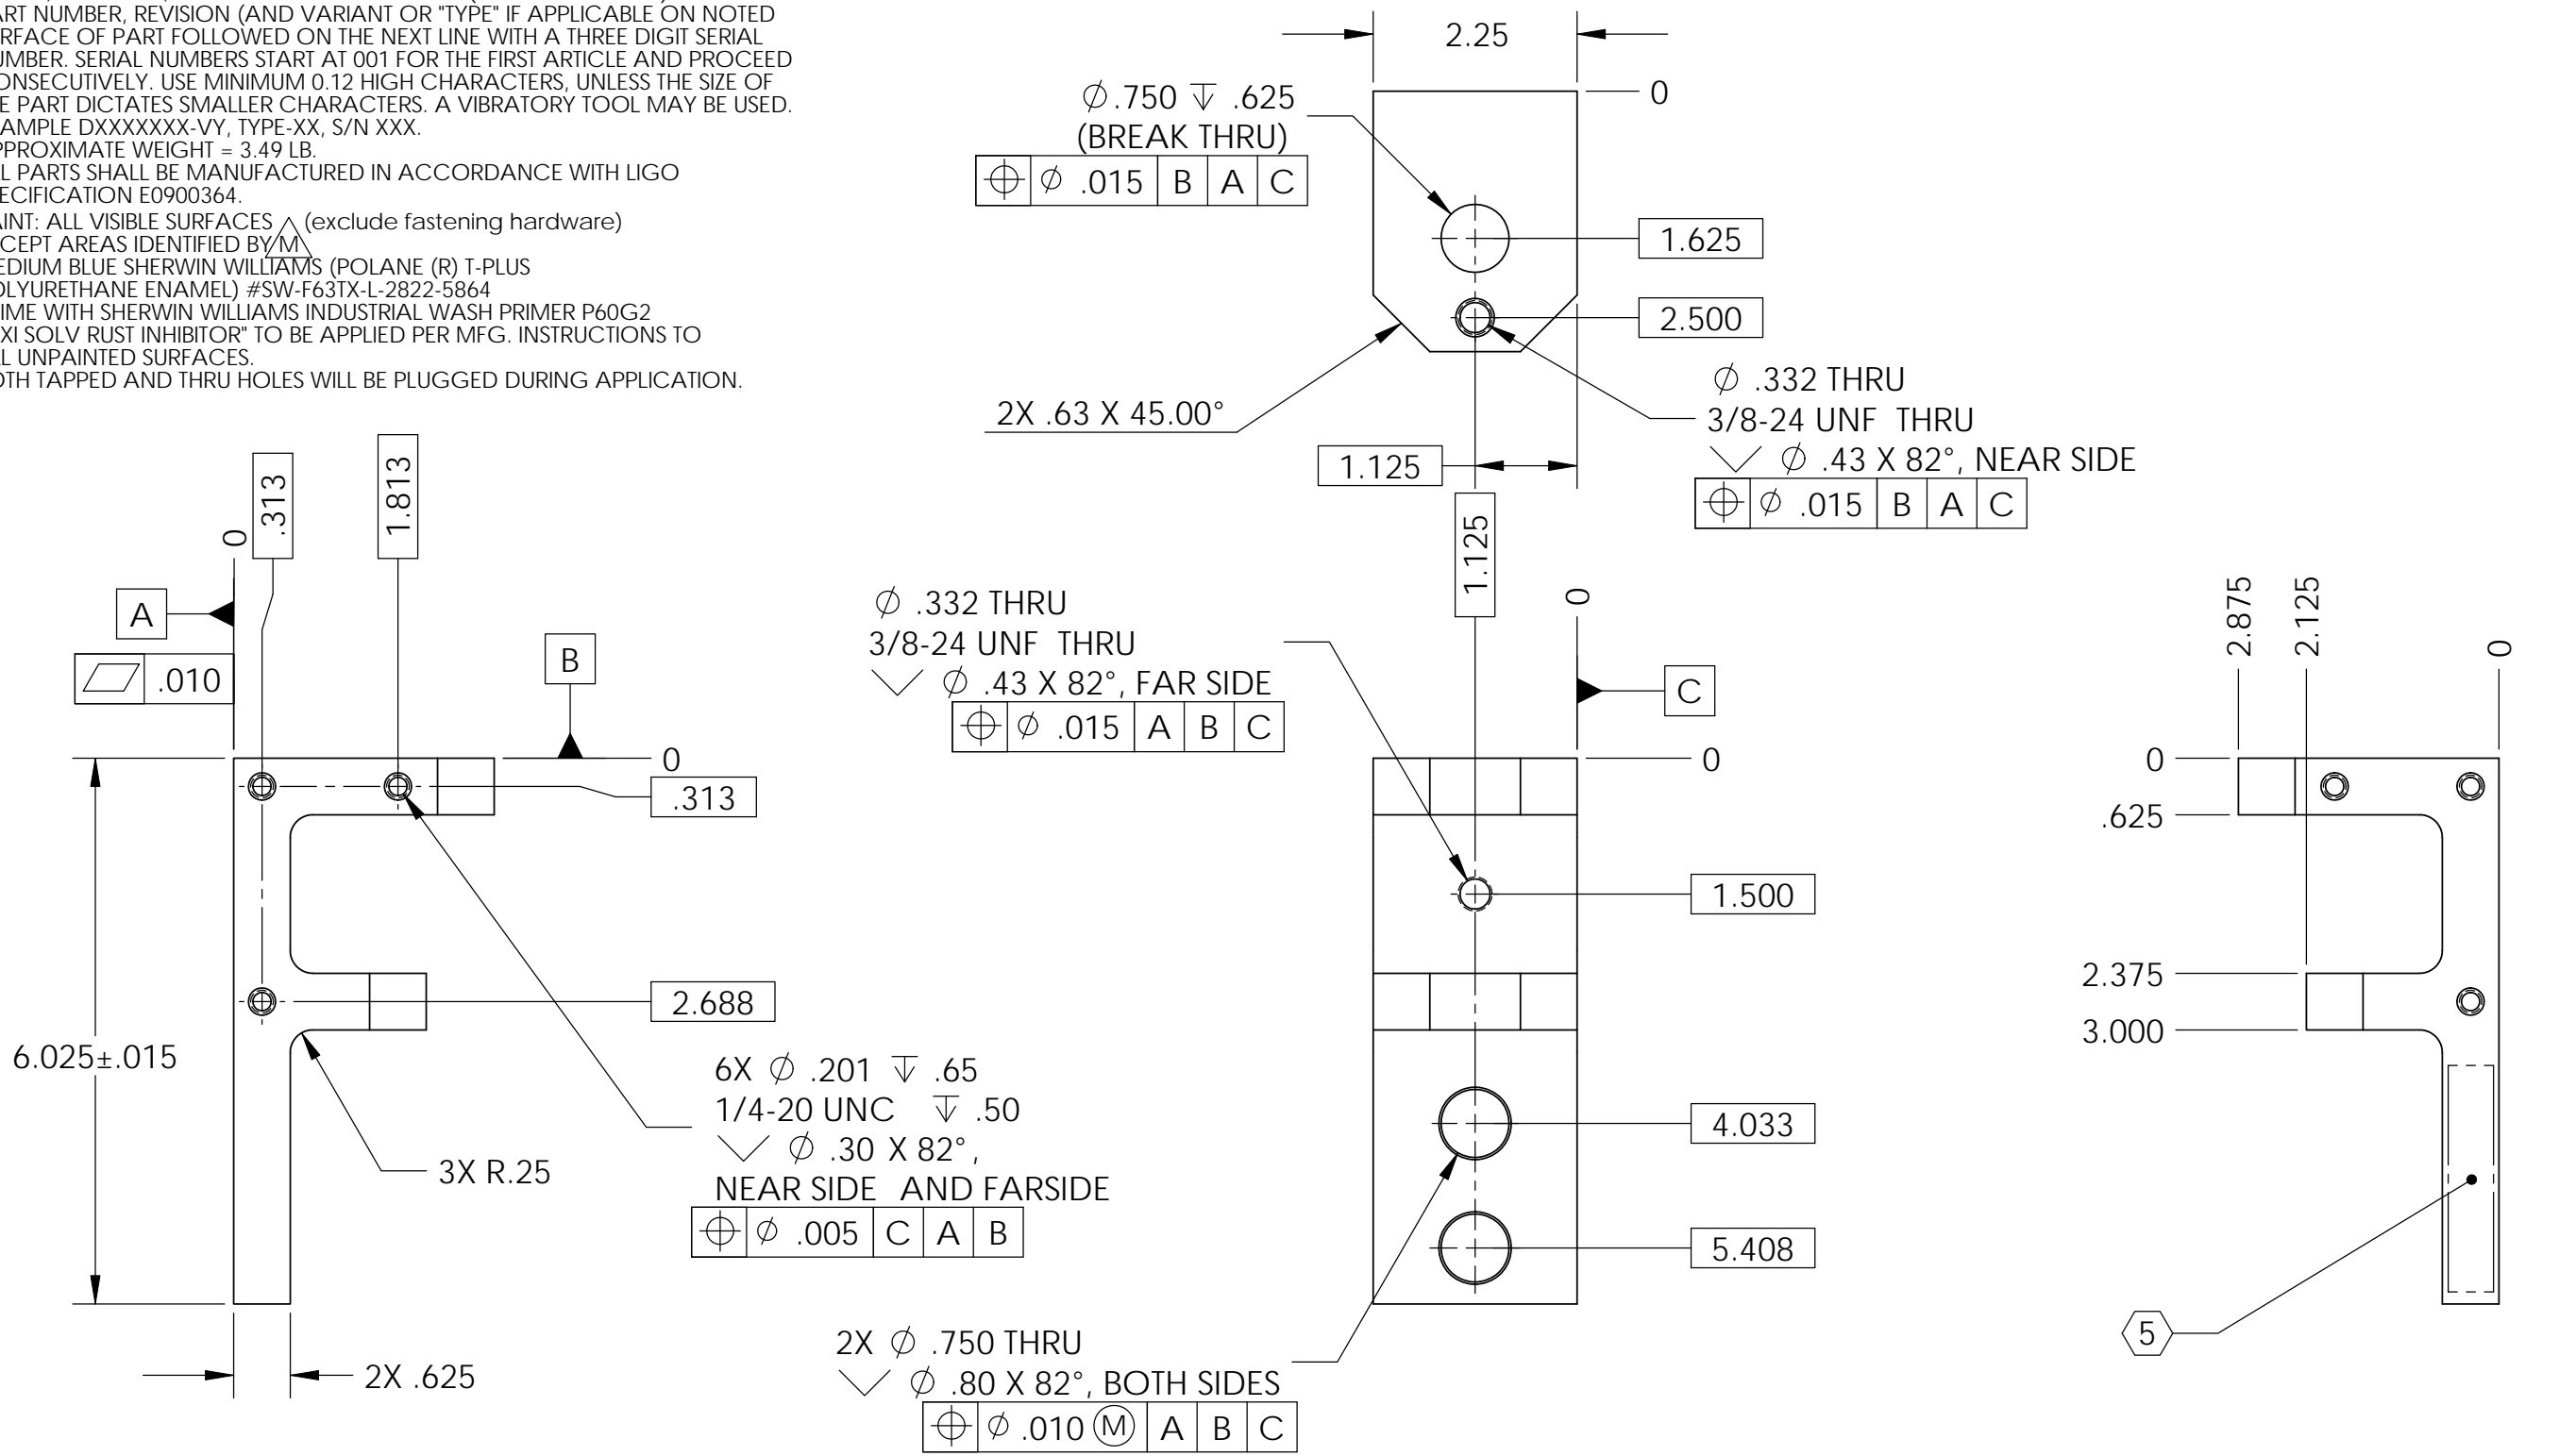 ART NUMBER, REVISION (AND VARIANT OR "TYPE" IF APPLICABLE ON NOTED
RFACE OF PART FOLLOWED ON THE NEXT LINE WITH A THREE DIGIT SERIAL
UMBER. SERIAL NUMBERS START AT 001 FOR THE FIRST ARTICLE AND PROCEED
ONSECUTIVELY. USE MINIMUM 0.12 HIGH CHARACTERS, UNLESS THE SIZE OF
E PART DICTATES SMALLER CHARACTERS. A VIBRATORY TOOL MAY BE USED.
AMPLE DXXXXXXX-VY, TYPE-XX, S/N XXX.
PPROXIMATE WEIGHT = 3.49 LB.
L PARTS SHALL BE MANUFACTURED IN ACCORDANCE WITH LIGO
ECIFICATION E0900364.
AINT: ALL VISIBLE SURFACES (exclude fastening hardware)
CEPT AREAS IDENTIFIED BY M
EDIUM BLUE SHERWIN WILLIAMS (POLANE (R) T-PLUS
OLYURETHANE ENAMEL) #SW-F63TX-L-2822-5864
IME WITH SHERWIN WILLIAMS INDUSTRIAL WASH PRIMER P60G2
XI SOLV RUST INHIBITOR" TO BE APPLIED PER MFG. INSTRUCTIONS TO
L UNPAINTED SURFACES.
OTH TAPPED AND THRU HOLES WILL BE PLUGGED DURING APPLICATION.
2.25
0
⌀.750 ↧ .625
(BREAK THRU)
⌖ ⌀ .015 B A C
1.625
2.500
2X .63 X 45.00°
1.125
⌀ .332 THRU
3/8-24 UNF THRU
⌵ ⌀ .43 X 82°, NEAR SIDE
⌖ ⌀ .015 B A C
0
.313
1.813
A
⏥ .010
B
0
.313
2.688
6.025±.015
3X R.25
2X .625
6X ⌀ .201 ↧ .65
1/4-20 UNC ↧ .50
⌵ ⌀ .30 X 82°,
NEAR SIDE AND FARSIDE
⌖ ⌀ .005 C A B
⌀ .332 THRU
3/8-24 UNF THRU
⌵ ⌀ .43 X 82°, FAR SIDE
⌖ ⌀ .015 A B C
1.125
0
C
0
1.500
4.033
5.408
2X ⌀ .750 THRU
⌵ ⌀ .80 X 82°, BOTH SIDES
⌖ ⌀ .010 Ⓜ A B C
2.875
2.125
0
0
.625
2.375
3.000
5